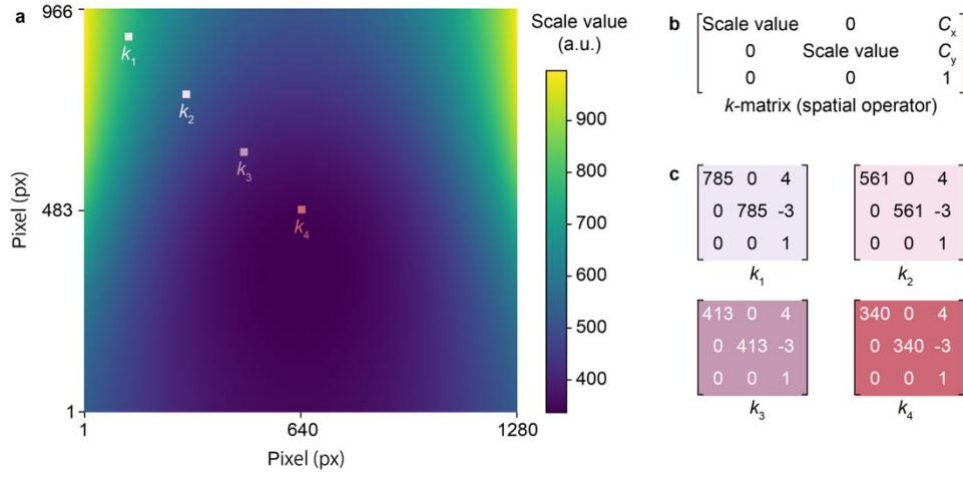 a
966
483
1
1
640
1280
Pixel (px)
Pixel (px)
k1
k2
k3
k4
Scale value
(a.u.)
900
800
700
600
500
400
b
Scale value 0 Cx
0 Scale value Cy
0 0 1
k-matrix (spatial operator)
c
785 0 4
0 785 -3
0 0 1
k1
561 0 4
0 561 -3
0 0 1
k2
413 0 4
0 413 -3
0 0 1
k3
340 0 4
0 340 -3
0 0 1
k4